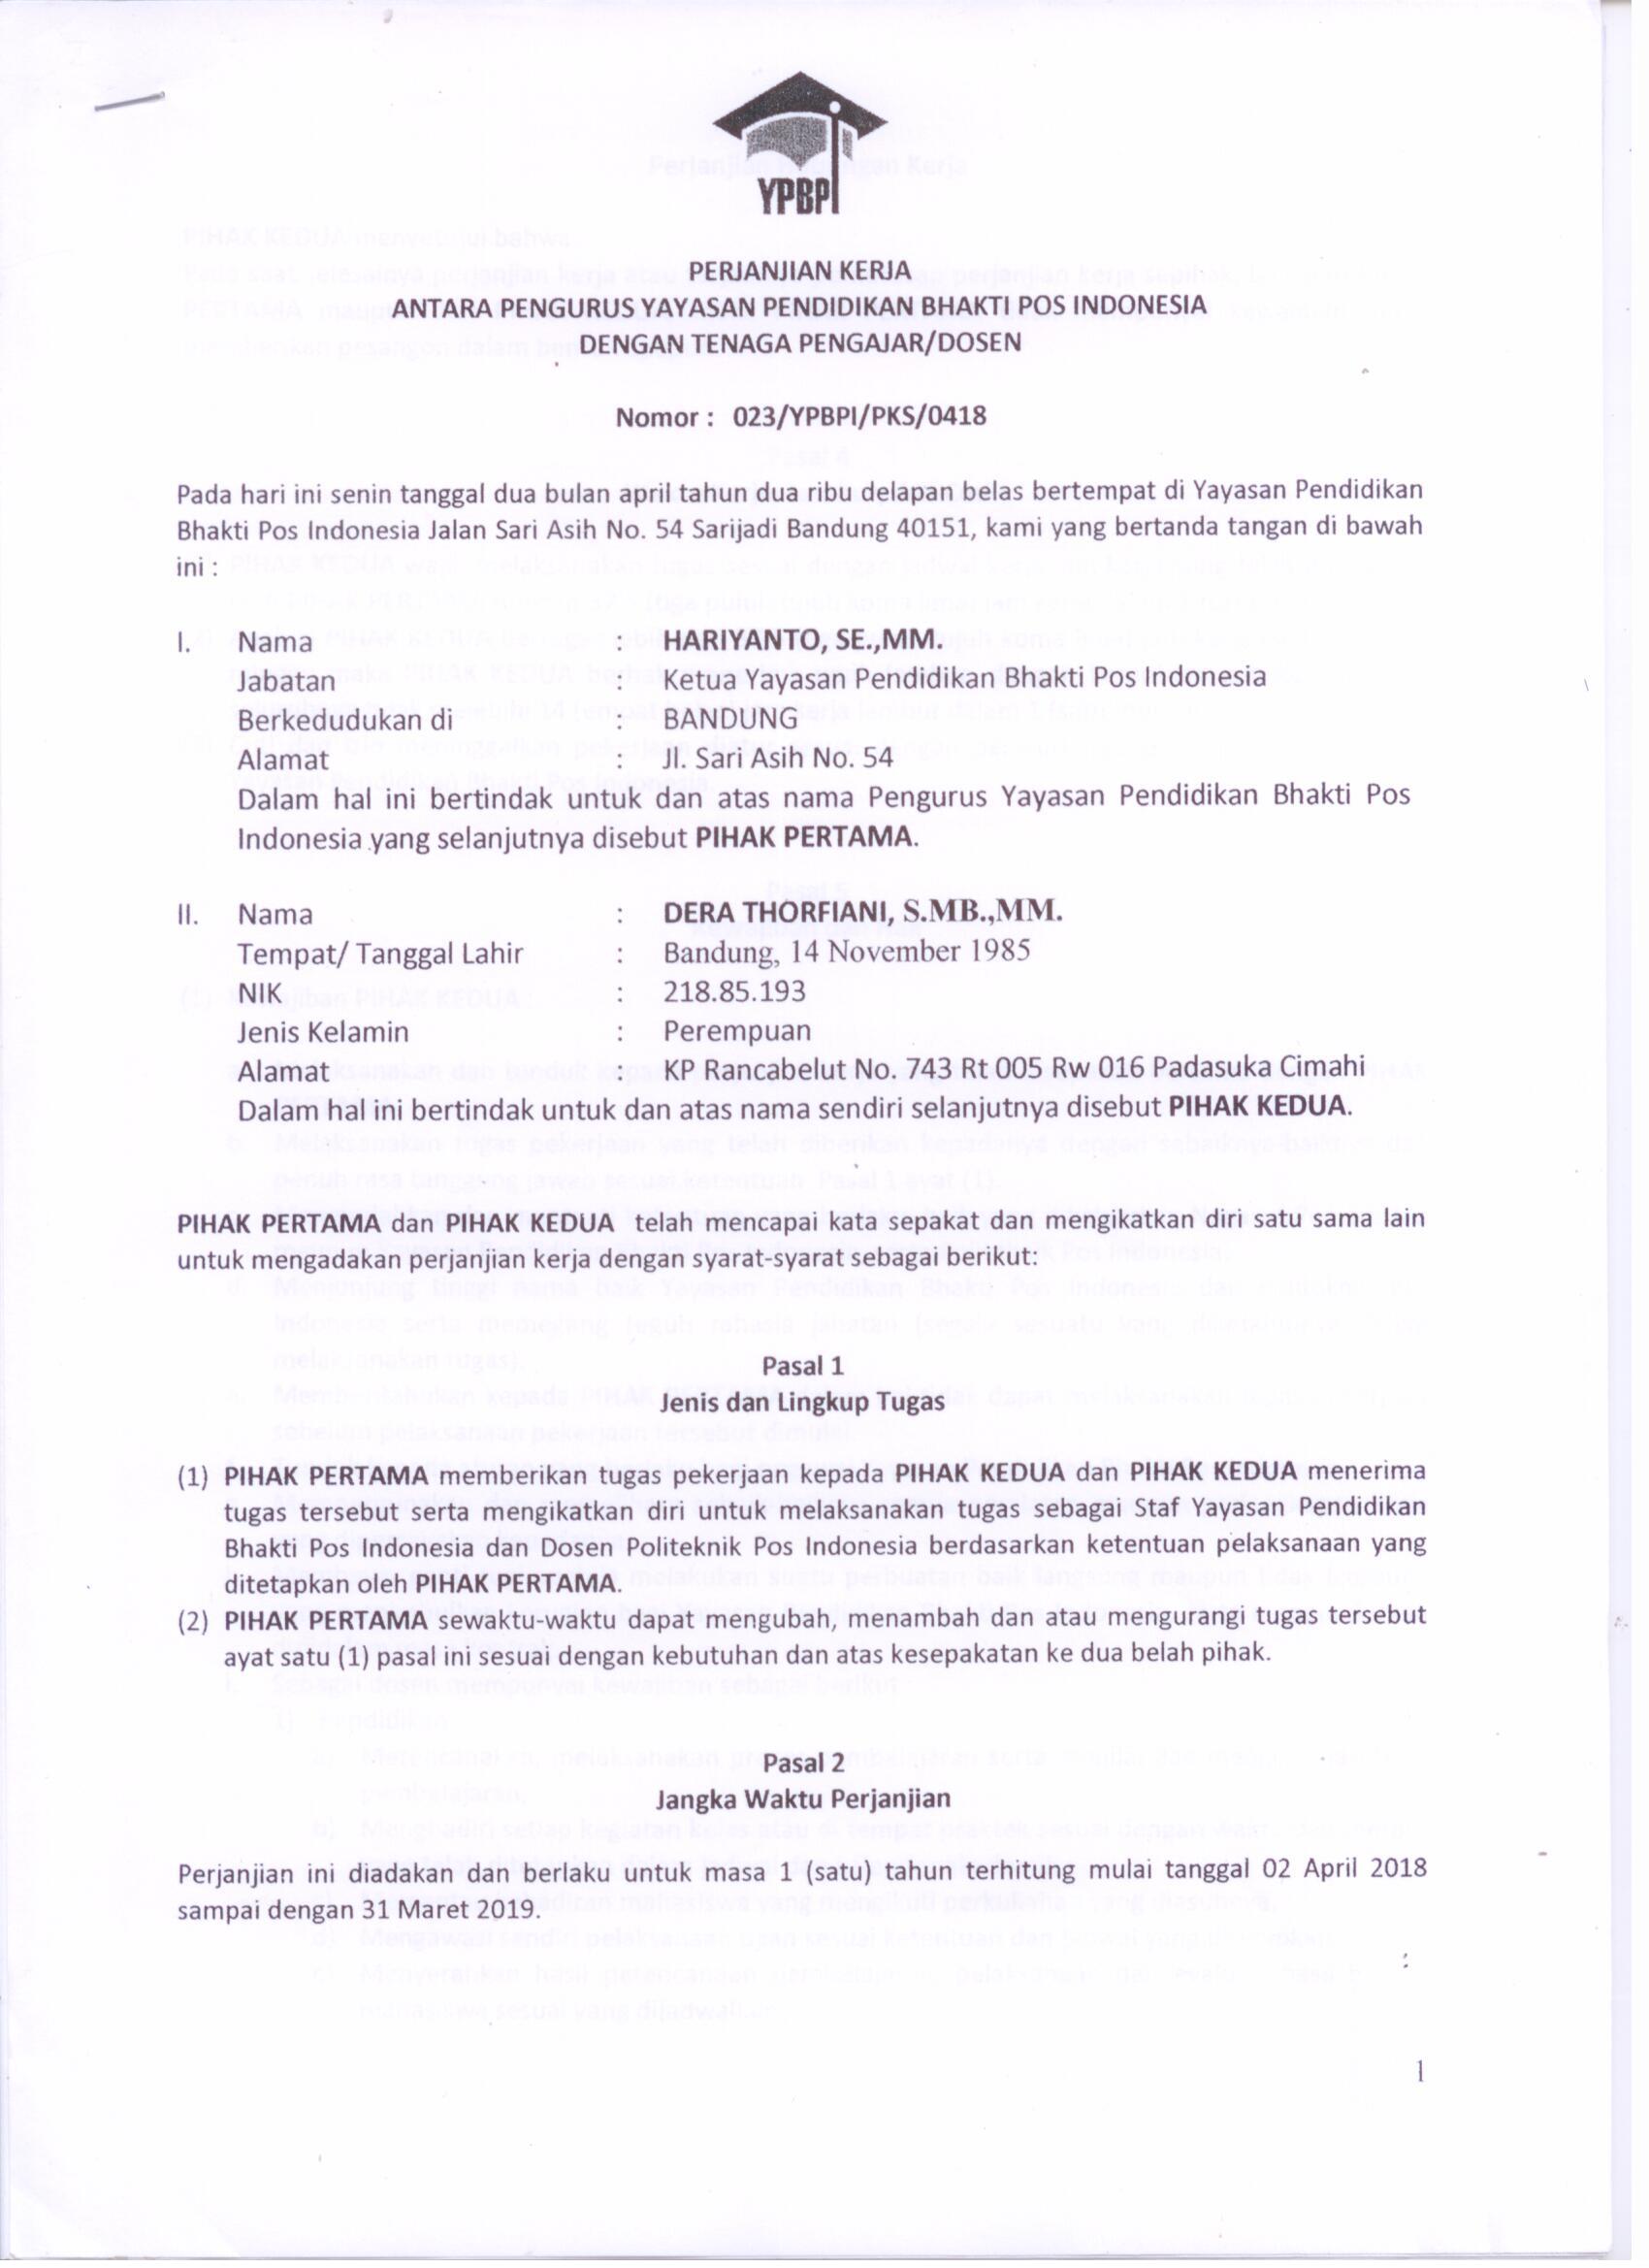 YPBPI
PERJANJIAN KERJA
ANTARA PENGURUS YAYASAN PENDIDIKAN BHAKTI POS INDONESIA
DENGAN TENAGA PENGAJAR/DOSEN
Nomor : 023/YPBPI/PKS/0418
Pada hari ini senin tanggal dua bulan april tahun dua ribu delapan belas bertempat di Yayasan Pendidikan
Bhakti Pos Indonesia Jalan Sari Asih No. 54 Sarijadi Bandung 40151, kami yang bertanda tangan di bawah
ini :
I. Nama : HARIYANTO, SE.,MM.
Jabatan : Ketua Yayasan Pendidikan Bhakti Pos Indonesia
Berkedudukan di : BANDUNG
Alamat : Jl. Sari Asih No. 54
Dalam hal ini bertindak untuk dan atas nama Pengurus Yayasan Pendidikan Bhakti Pos
Indonesia yang selanjutnya disebut PIHAK PERTAMA.
II. Nama : DERA THORFIANI, S.MB.,MM.
Tempat/ Tanggal Lahir : Bandung, 14 November 1985
NIK : 218.85.193
Jenis Kelamin : Perempuan
Alamat : KP Rancabelut No. 743 Rt 005 Rw 016 Padasuka Cimahi
Dalam hal ini bertindak untuk dan atas nama sendiri selanjutnya disebut PIHAK KEDUA.
PIHAK PERTAMA dan PIHAK KEDUA telah mencapai kata sepakat dan mengikatkan diri satu sama lain
untuk mengadakan perjanjian kerja dengan syarat-syarat sebagai berikut:
Pasal 1
Jenis dan Lingkup Tugas
(1) PIHAK PERTAMA memberikan tugas pekerjaan kepada PIHAK KEDUA dan PIHAK KEDUA menerima
tugas tersebut serta mengikatkan diri untuk melaksanakan tugas sebagai Staf Yayasan Pendidikan
Bhakti Pos Indonesia dan Dosen Politeknik Pos Indonesia berdasarkan ketentuan pelaksanaan yang
ditetapkan oleh PIHAK PERTAMA.
(2) PIHAK PERTAMA sewaktu-waktu dapat mengubah, menambah dan atau mengurangi tugas tersebut
ayat satu (1) pasal ini sesuai dengan kebutuhan dan atas kesepakatan ke dua belah pihak.
Pasal 2
Jangka Waktu Perjanjian
Perjanjian ini diadakan dan berlaku untuk masa 1 (satu) tahun terhitung mulai tanggal 02 April 2018
sampai dengan 31 Maret 2019.
1